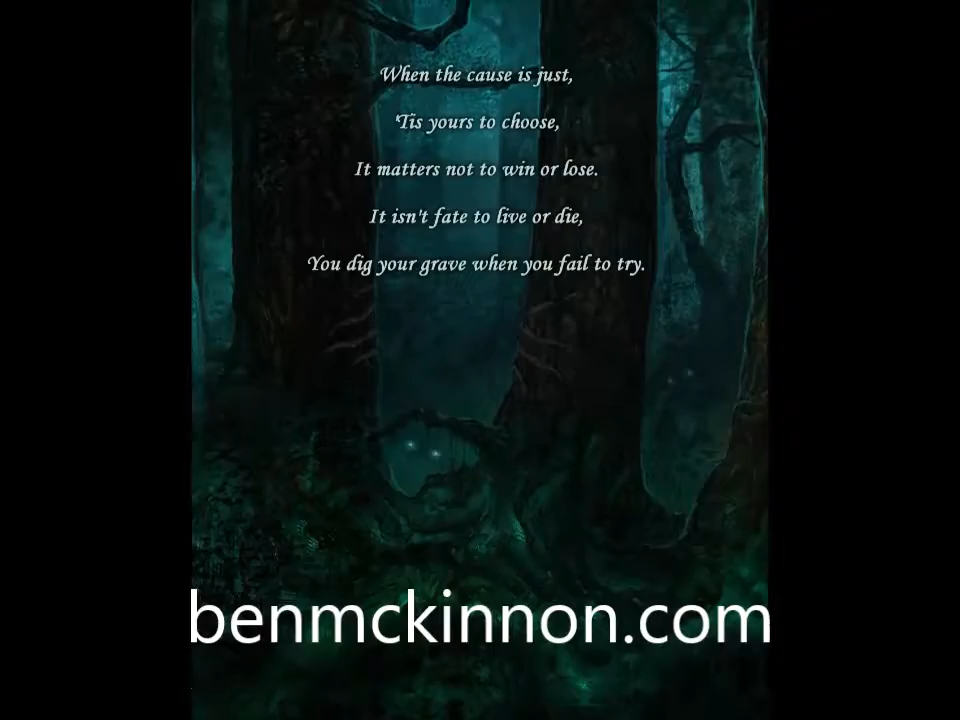 When the cause is just,
'Tis yours to choose,
It matters not to win or lose.
It isn't fate to live or die,
You dig your grave when you fail to try.
benmckinnon.com